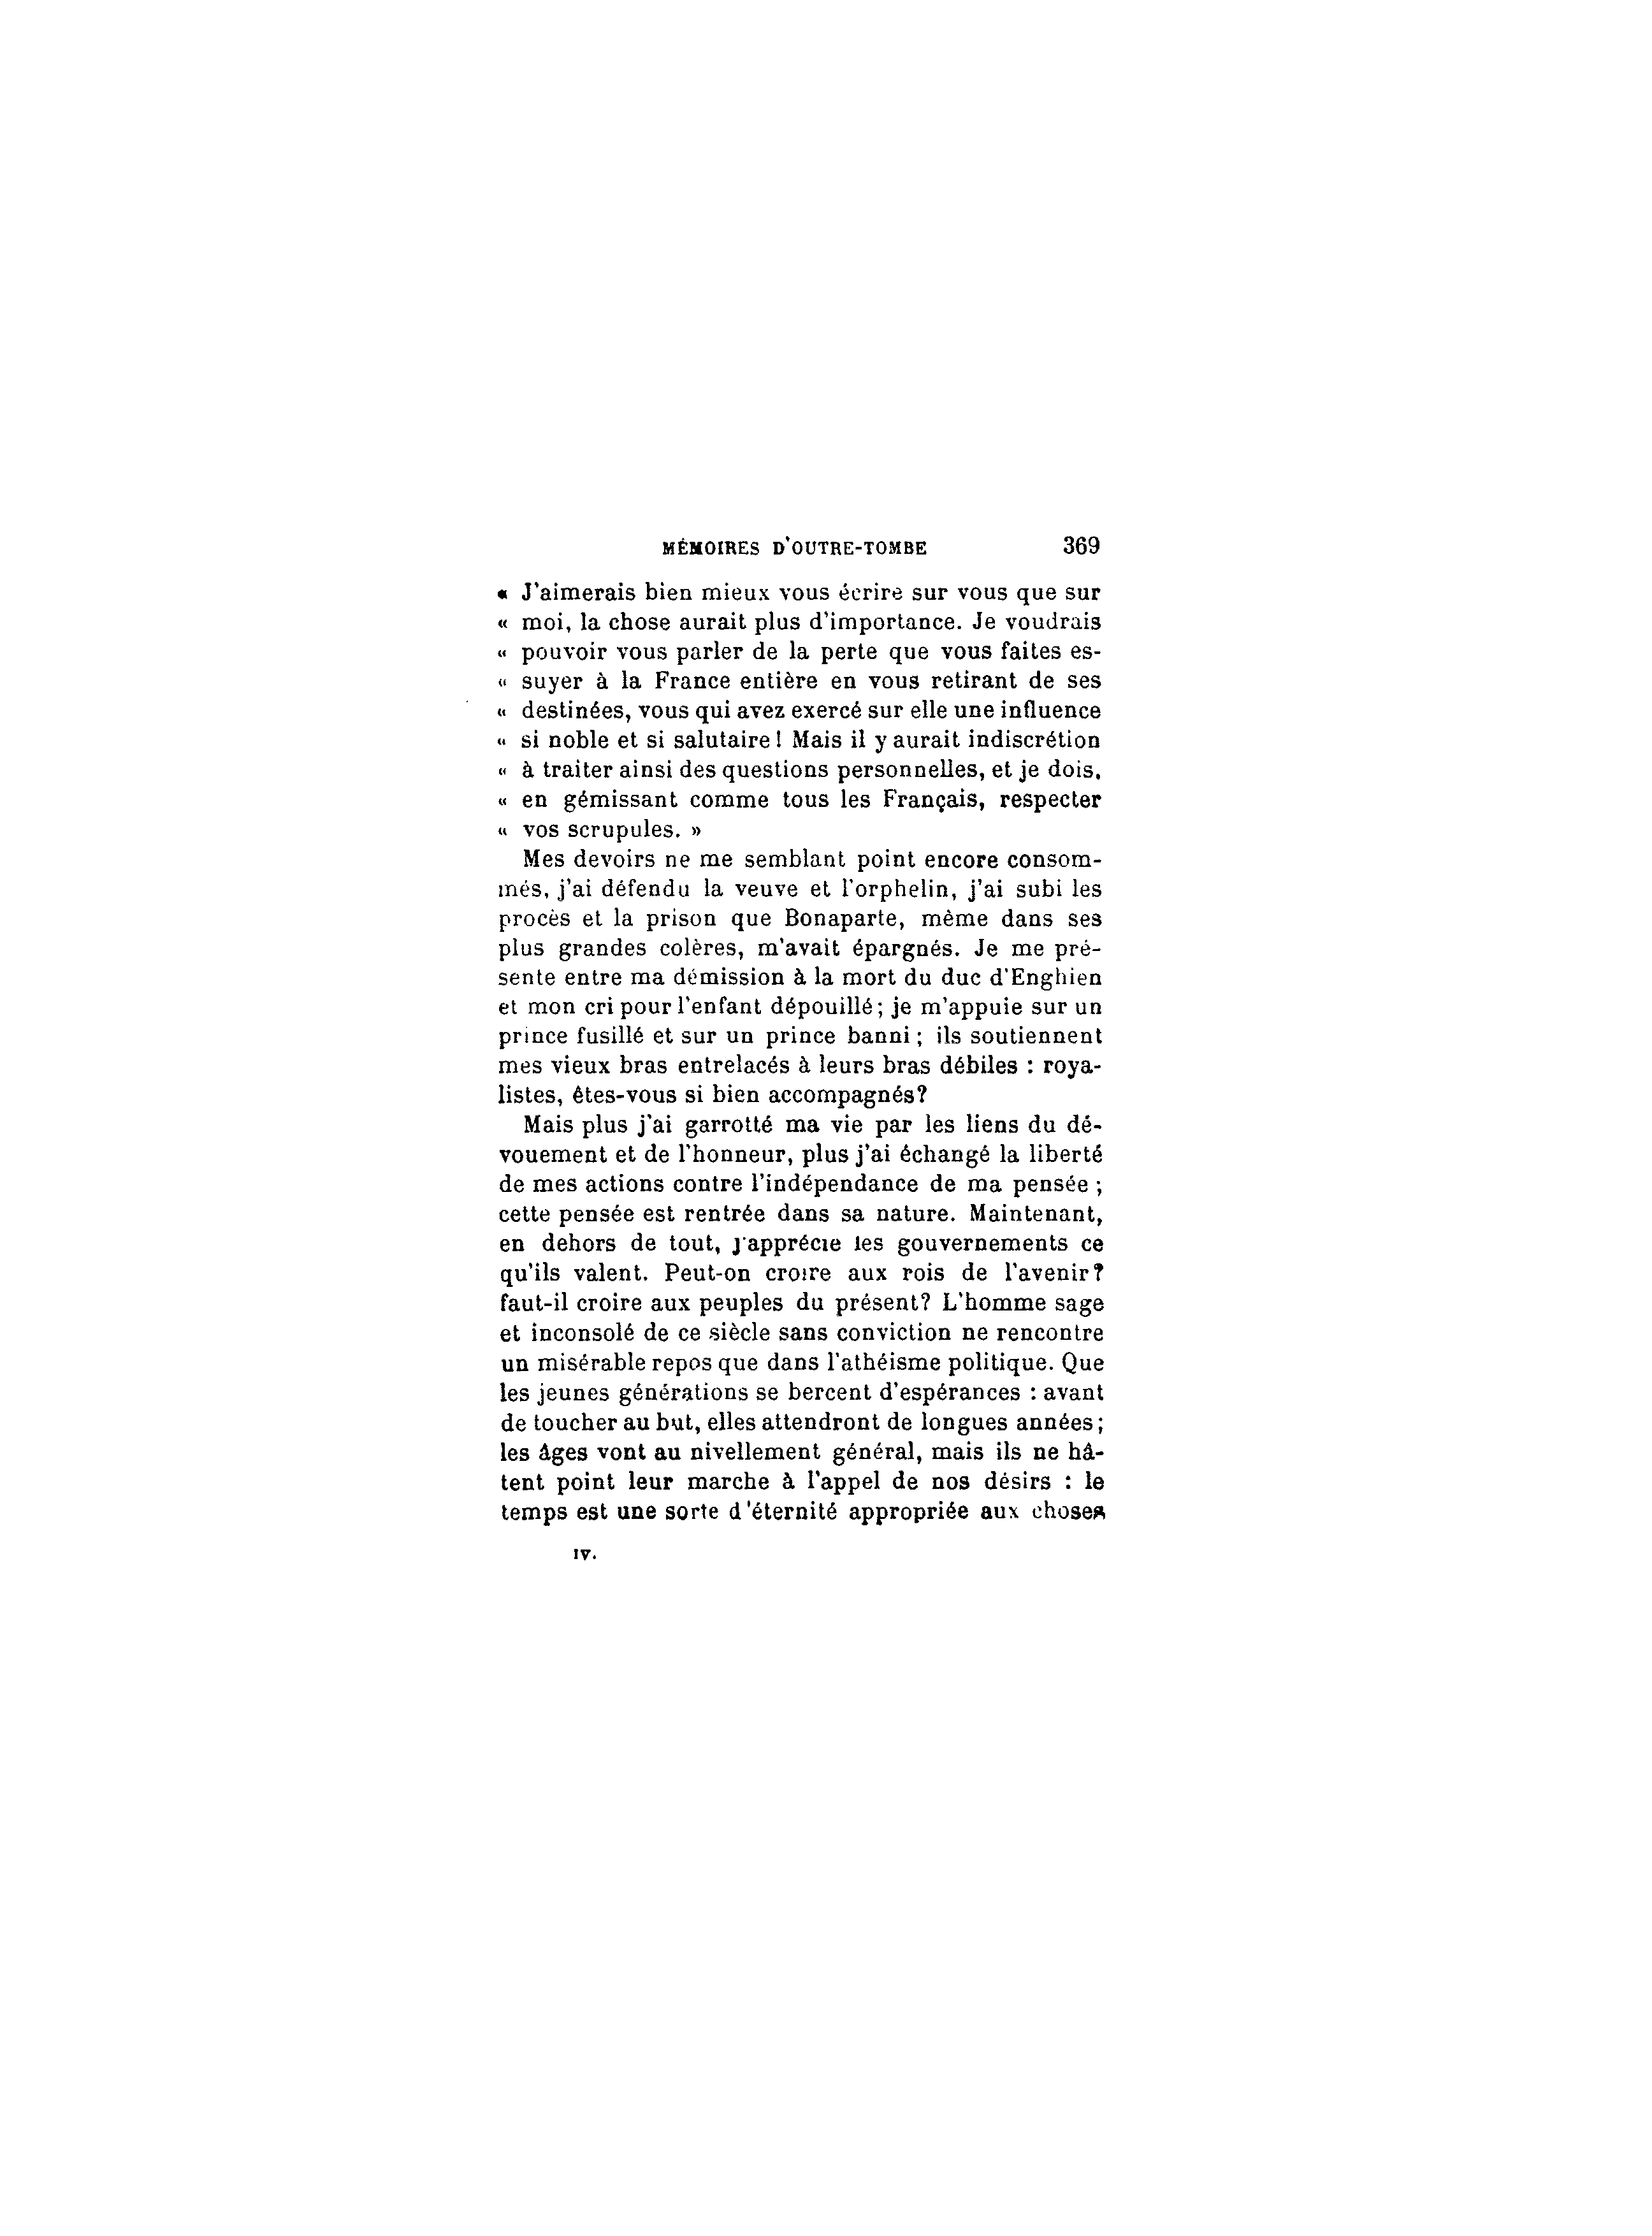 MÉMOIRES D'OUTRE-TOMBE 369
« J'aimerais bien mieux vous écrire sur vous que sur
« moi, la chose aurait plus d'importance. Je voudrais
« pouvoir vous parler de la perte que vous faites es-
« suyer à la France entière en vous retirant de ses
« destinées, vous qui avez exercé sur elle une influence
« si noble et si salutaire! Mais il y aurait indiscrétion
« à traiter ainsi des questions personnelles, et je dois,
« en gémissant comme tous les Français, respecter
« vos scrupules. »
Mes devoirs ne me semblant point encore consom-
més, j'ai défendu la veuve et l'orphelin, j'ai subi les
procès et la prison que Bonaparte, même dans ses
plus grandes colères, m'avait épargnés. Je me pré-
sente entre ma démission à la mort du duc d'Enghien
et mon cri pour l'enfant dépouillé; je m'appuie sur un
prince fusillé et sur un prince banni; ils soutiennent
mes vieux bras entrelacés à leurs bras débiles : roya-
listes, êtes-vous si bien accompagnés?
Mais plus j'ai garrotté ma vie par les liens du dé-
vouement et de l'honneur, plus j'ai échangé la liberté
de mes actions contre l'indépendance de ma pensée ;
cette pensée est rentrée dans sa nature. Maintenant,
en dehors de tout, j'apprécie les gouvernements ce
qu'ils valent. Peut-on croire aux rois de l'avenir?
faut-il croire aux peuples du présent? L'homme sage
et inconsolé de ce siècle sans conviction ne rencontre
un misérable repos que dans l'athéisme politique. Que
les jeunes générations se bercent d'espérances : avant
de toucher au but, elles attendront de longues années;
les âges vont au nivellement général, mais ils ne hâ-
tent point leur marche à l'appel de nos désirs : le
temps est une sorte d'éternité appropriée aux choses
IV.